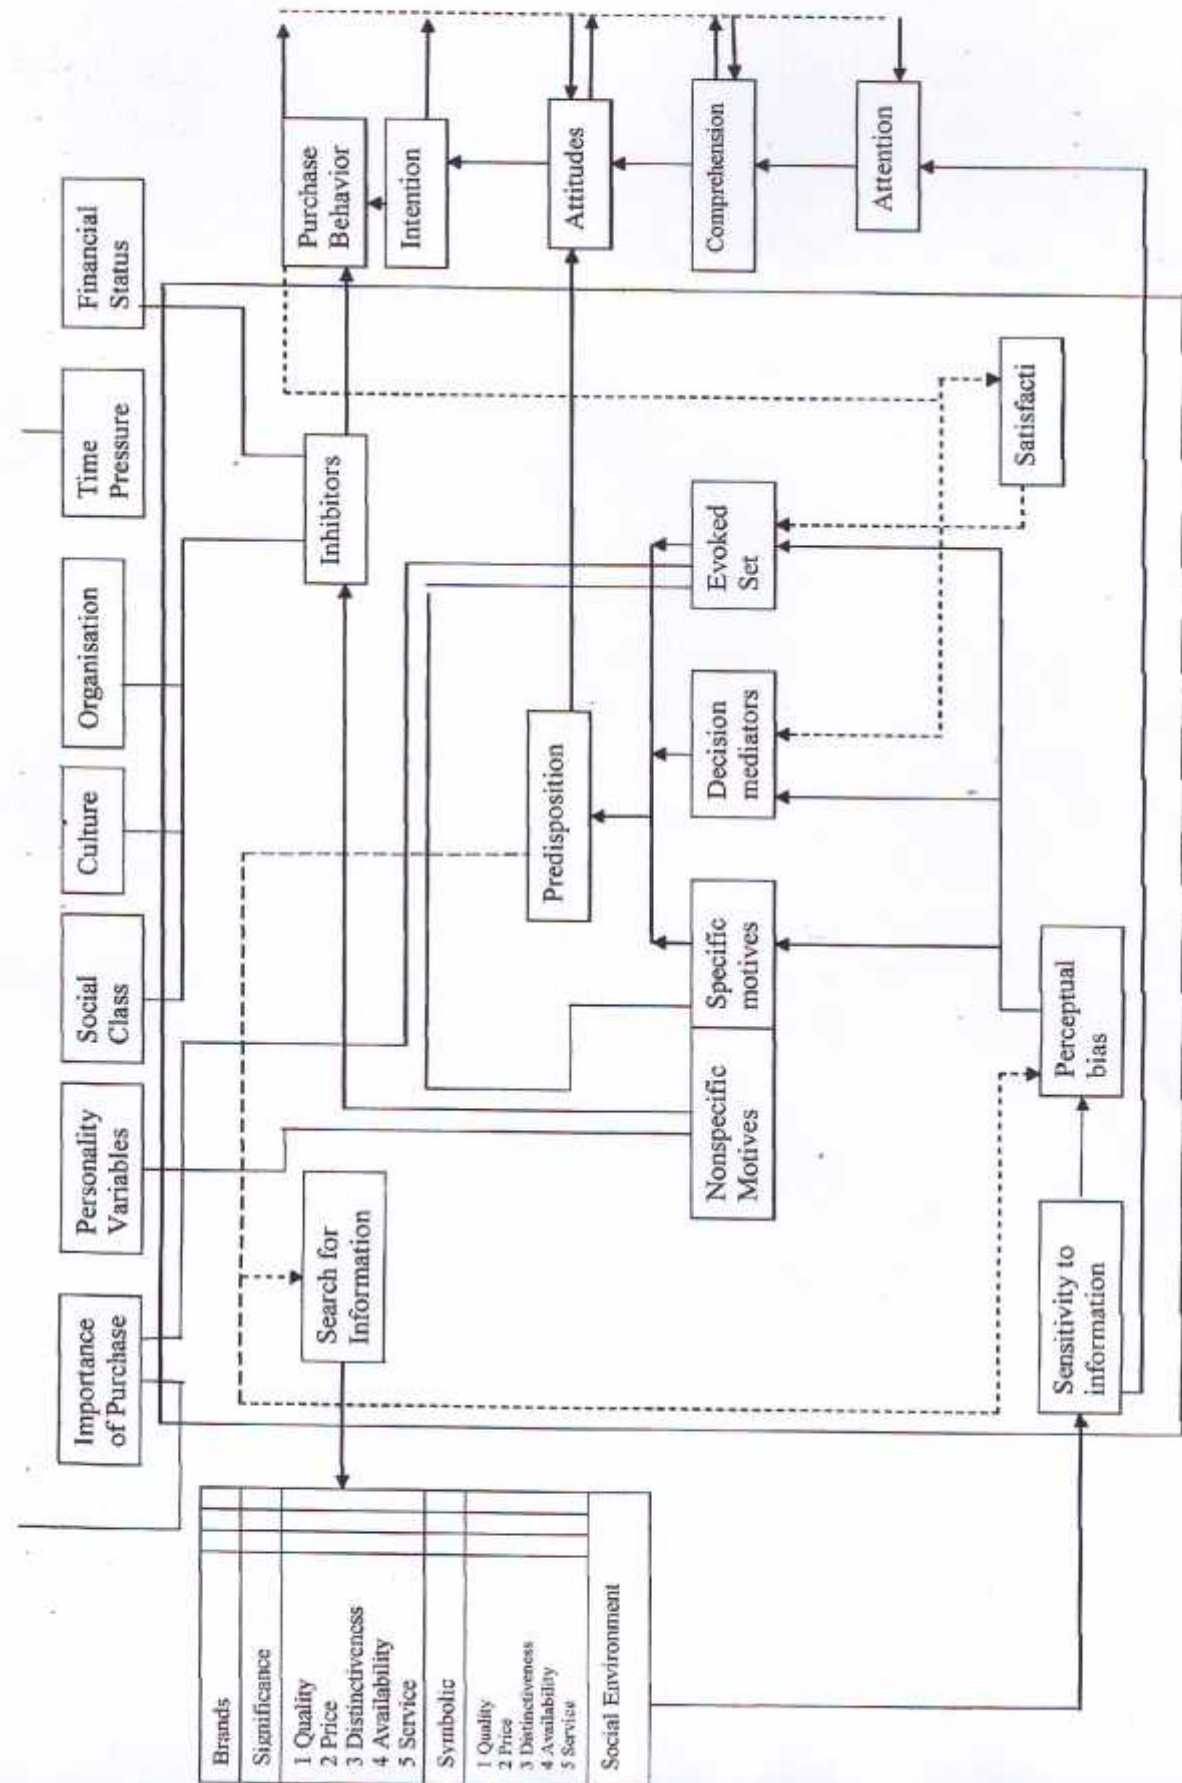 Importance
of Purchase
Personality
Variables
Social
Class
Culture
Organisation
Time
Pressure
Financial
Status
Brands
Significance
1 Quality
2 Price
3 Distinctiveness
4 Availability
5 Service
Symbolic
1 Quality
2 Price
3 Distinctiveness
4 Availability
5 Service
Social Environment
Search for
Information
Inhibitors
Purchase
Behavior
Intention
Predisposition
Attitudes
Nonspecific
Motives
Specific
motives
Decision
mediators
Evoked
Set
Comprehension
Sensitivity to
information
Perceptual
bias
Satisfacti
Attention